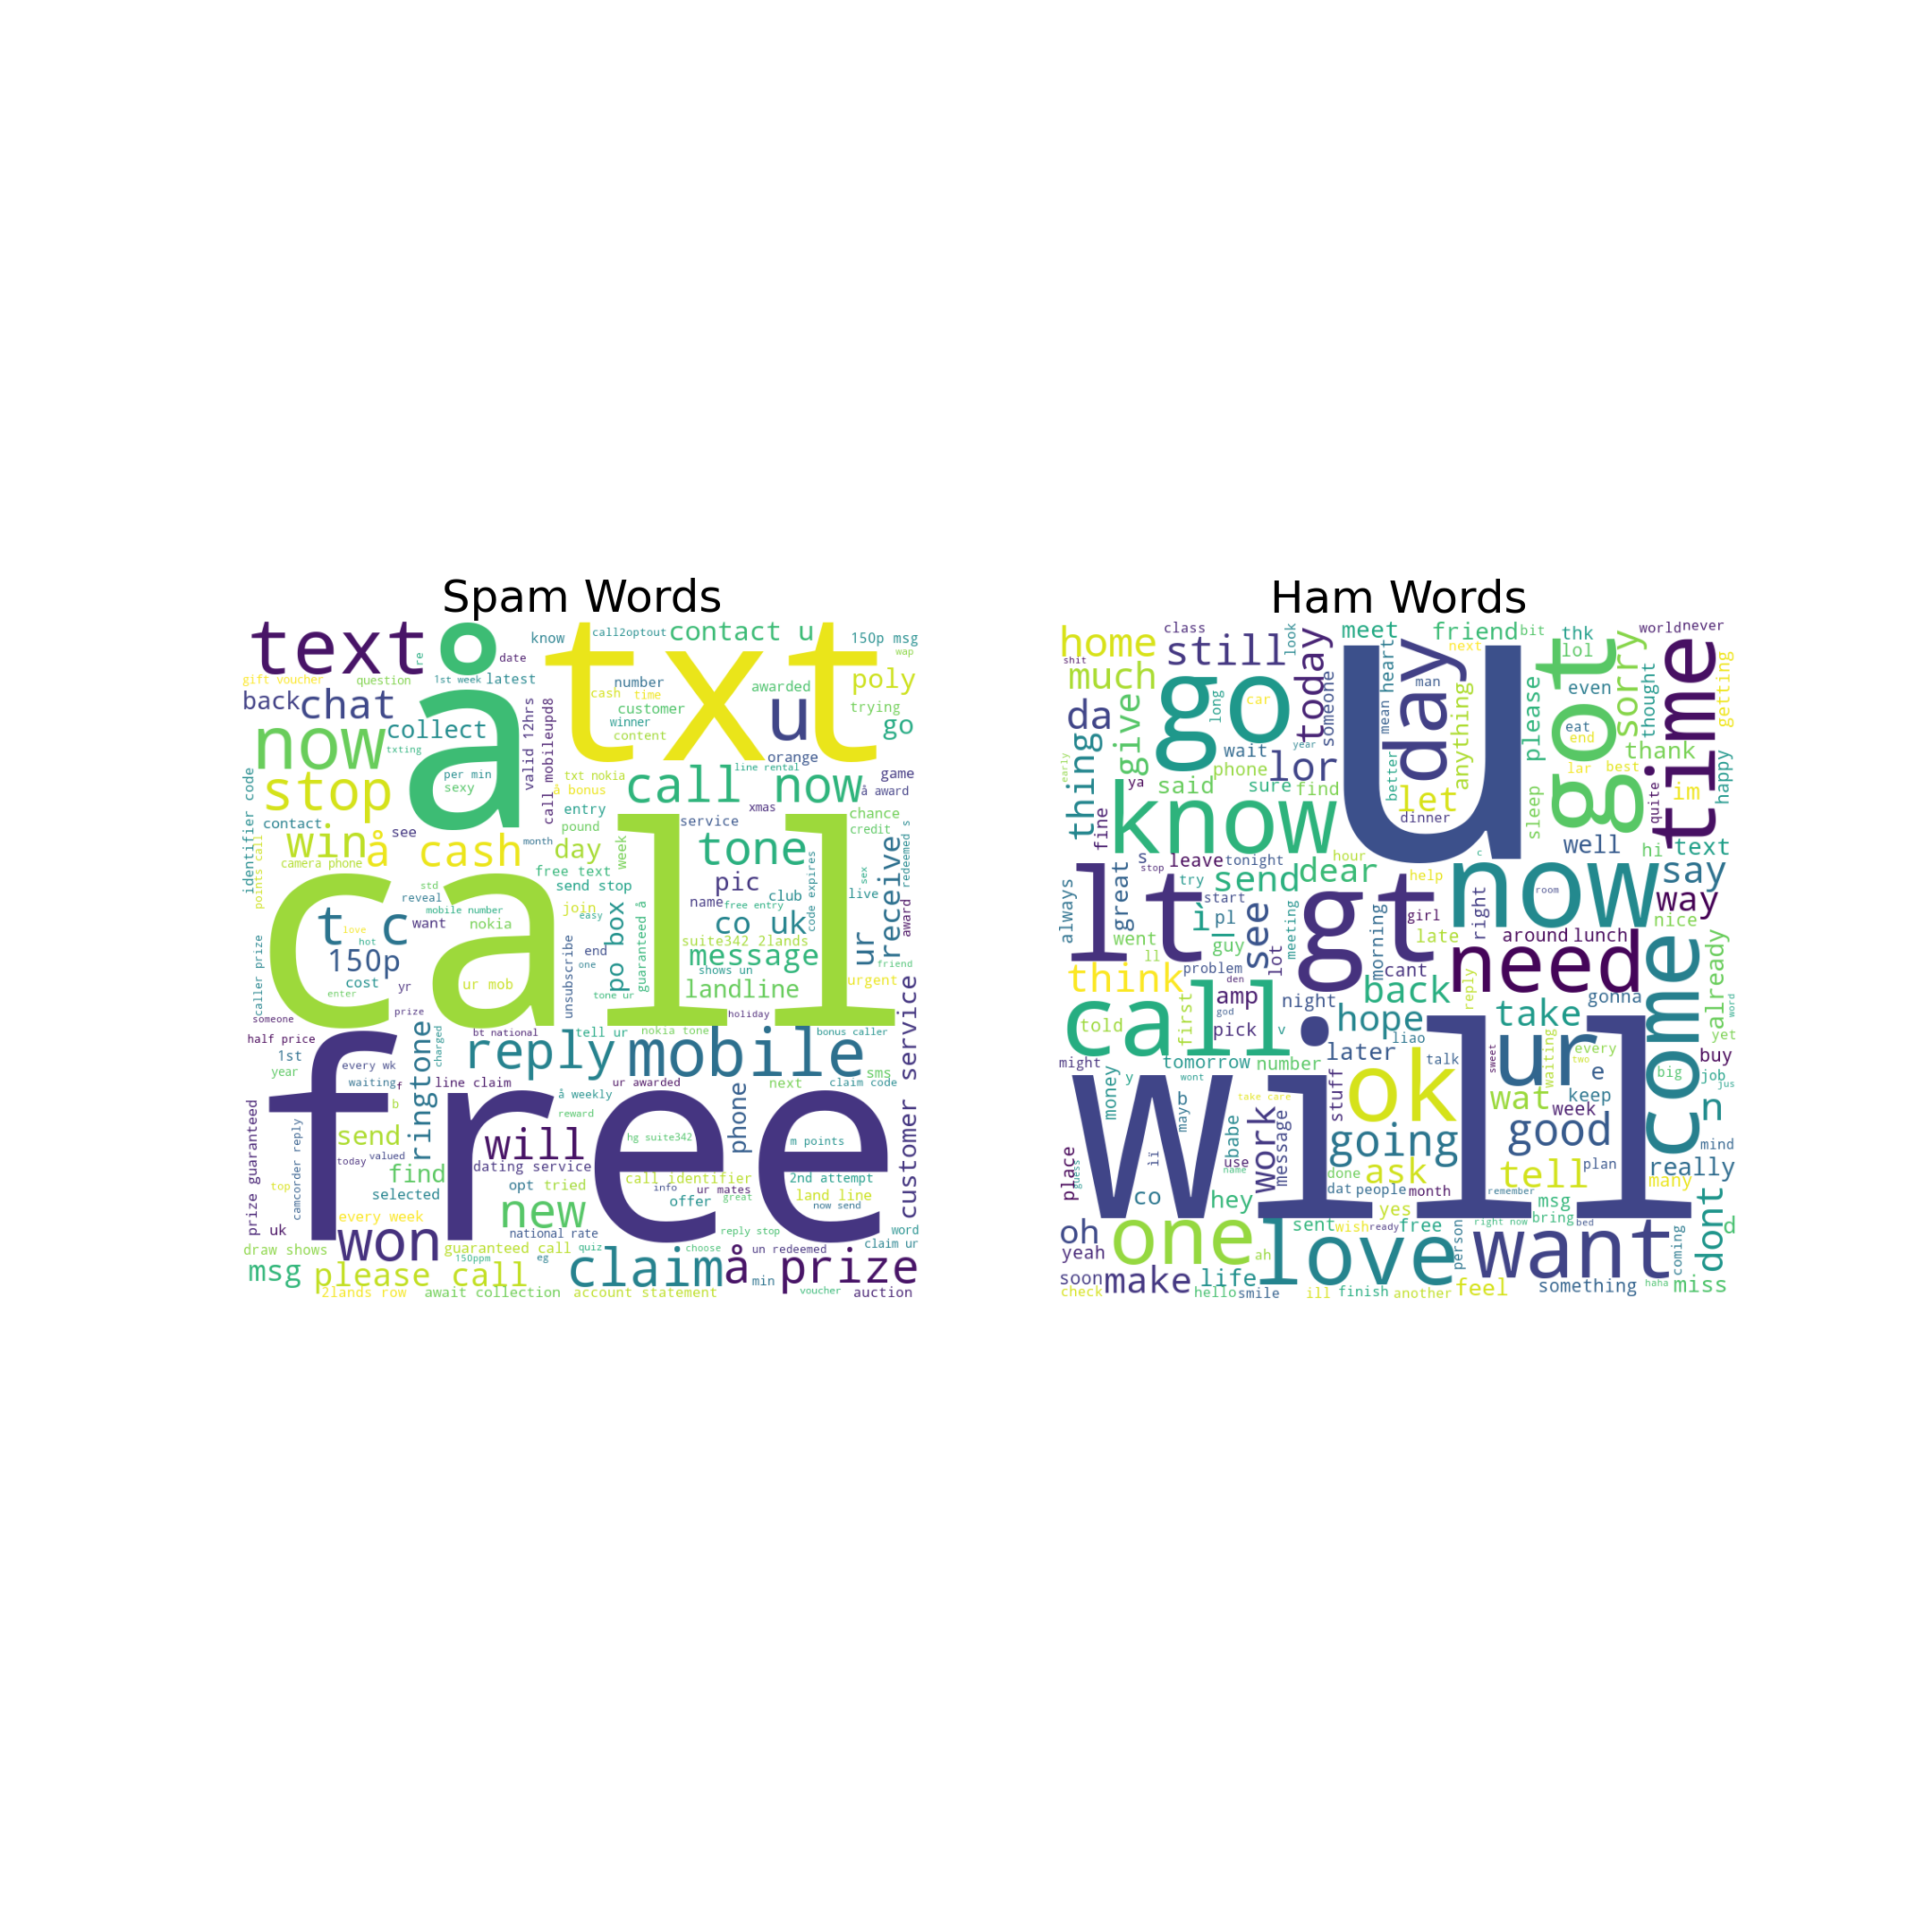 Spam Words
text
å
txt
know
call2optout
contact u
150p msg
wap
re
date
gift voucher
question
1st week
latest
number
cash
time
customer
winner
content
awarded
poly
trying
back
chat
u
go
collect
now
txting
orange
valid 12hrs
call mobileupd8
per min
sexy
txt nokia
å bonus
line rental
call now
game
å award
stop
entry
xmas
chance
credit
identifier code
contact
see
pound
service
month
win
å cash
day
week
tone
camera phone
points call
free text
send stop
pic
live
sex
receive
redeemed s
award
call
std
reveal
mobile number
join
easy
name
free entry
club
code expires
t c
love
hot
want
nokia
po box
guaranteed å
co uk
ur
suite342 2lands
message
end
one
shows un
friend
150p
cost
enter
yr
ur mob
unsubscribe
tone ur
landline
urgent
caller prize
someone
prize
holiday
half price
bt national
tell ur
nokia tone
bonus caller
customer service
1st
year
every wk
waiting
f
ringtone
charged
reply
mobile
sms
line claim
ur awarded
next
claim code
free
b
å weekly
reward
phone
prize guaranteed
camcorder reply
send
today
valued
will
hg suite342
m points
find
dating service
call identifier
2nd attempt
top
selected
opt
tried
info
ur mates
great
land line
now send
offer
uk
every week
new
national rate
reply stop
word
claim ur
won
draw shows
guaranteed call
quiz
choose
un redeemed
150ppm
eg
msg
please call
claim
å prize
min
2lands row
await collection
account statement
voucher
auction
Ham Words
home
class
still
look
today
meet
friend
bit
thk
lol
world
never
shit
much
next
u
got
sorry
time
go
long
car
someone
mean heart
man
day
anything
please
even
thought
getting
da
give
wait
year
eat
end
thank
thing
early
phone
lor
better
lar
best
happy
ya
said
sure
find
let
sleep
quite
im
know
dinner
fine
well
hi
text
s
stop
leave
tonight
hour
say
lt
great
try
send
dear
help
now
room
way
always
start
gt
girl
right
nice
ì_
pl
see
meeting
morning
late
around
lunch
went
ll
guy
lot
need
come
already
think
problem
den
cant
reply
call
first
amp
night
back
gonna
word
told
god
pick
v
hope
take
yet
liao
later
talk
sweet
ur
waiting
every
two
buy
might
tomorrow
number
e
big
job
jus
will
money
y
wont
take care
stuff
ok
wat
week
keep
n
b
mayb
babe
work
message
going
good
mind
place
guess
ìï
use
name
done
ask
tell
plan
really
many
co
hey
dat
people
month
remember
yes
msg
bring
dont
d
oh
one
sent
wish
ready
free
right now
bed
yeah
ah
love
person
want
coming
soon
make
life
something
haha
miss
check
hello
smile
ill
finish
another
feel